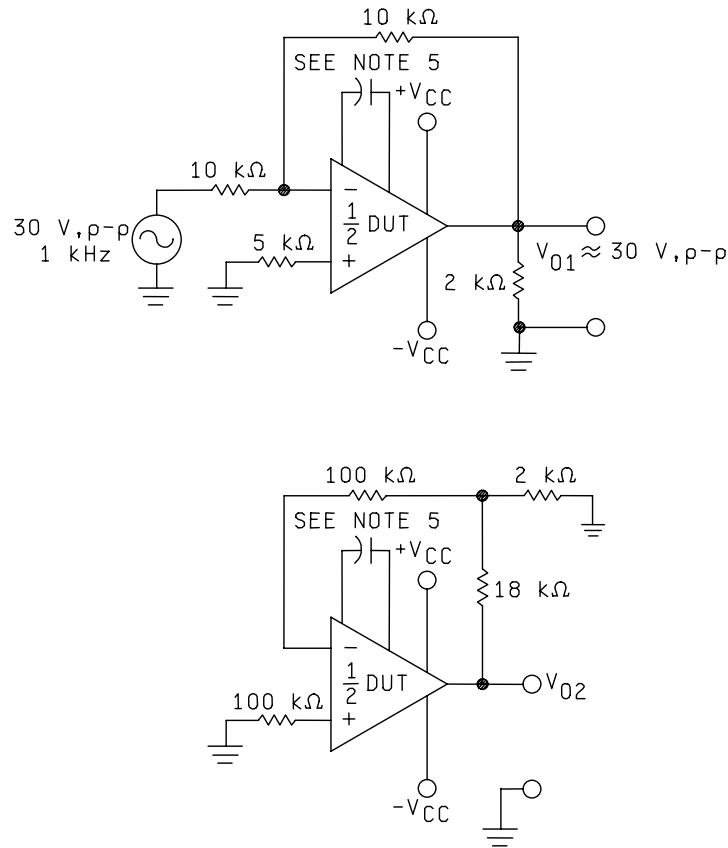 10 kΩ
SEE NOTE 5
+VCC
10 kΩ
30 V,p-p
1 kHz
−
1/2 DUT
+
5 kΩ
VO1 ≈ 30 V,p-p
2 kΩ
-VCC
100 kΩ
2 kΩ
SEE NOTE 5
+VCC
18 kΩ
−
1/2 DUT
+
VO2
100 kΩ
-VCC